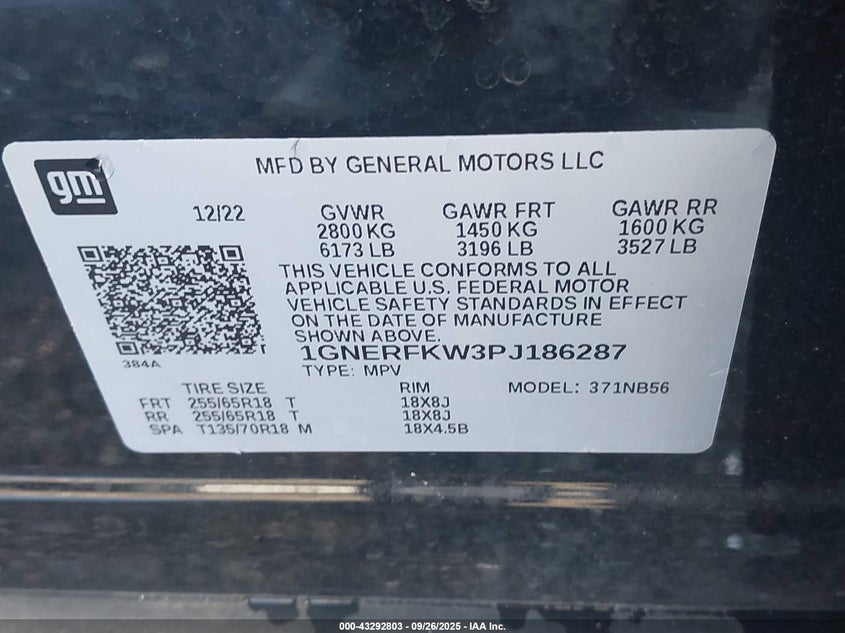 MFD BY GENERAL MOTORS LLC
gm
12/22 GVWR GAWR FRT GAWR RR
2800 KG 1450 KG 1600 KG
6173 LB 3196 LB 3527 LB
THIS VEHICLE CONFORMS TO ALL
APPLICABLE U.S. FEDERAL MOTOR
VEHICLE SAFETY STANDARDS IN EFFECT
ON THE DATE OF MANUFACTURE
SHOWN ABOVE.
1GNERFKW3PJ186287
384A
TYPE: MPV
TIRE SIZE RIM MODEL: 371NB56
FRT 255/65R18 T 18X8J
RR 255/65R18 T 18X8J
SPA T135/70R18 M 18X4.5B
000-43292803 - 09/26/2025 - IAA Inc.